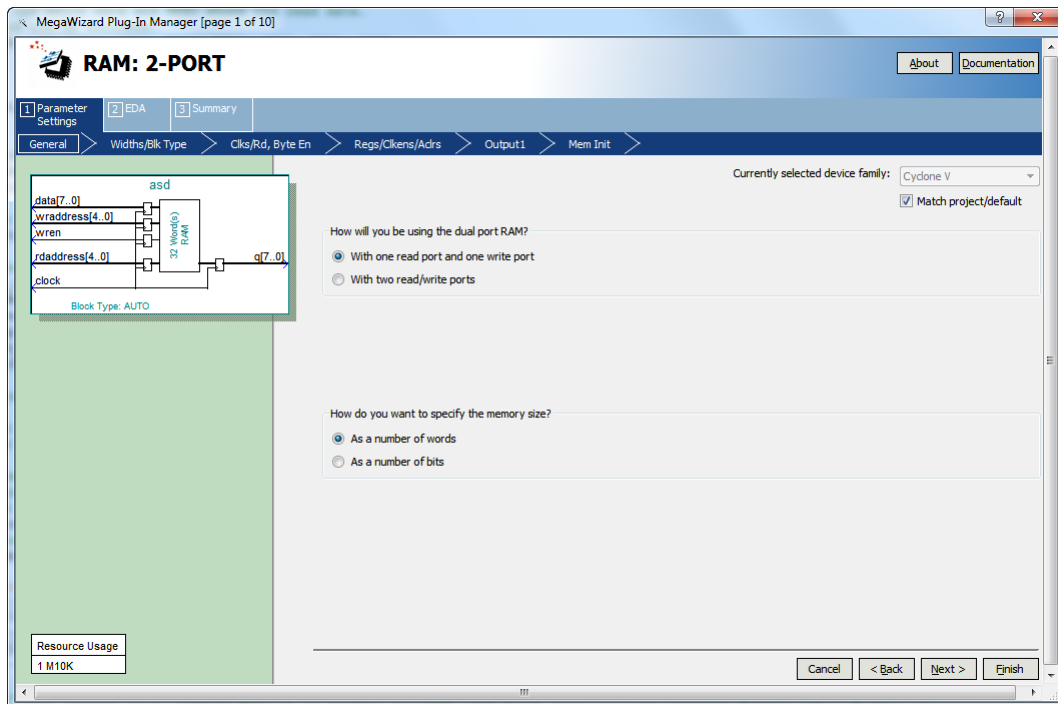 MegaWizard Plug-In Manager [page 1 of 10]
RAM: 2-PORT
About
Documentation
1 Parameter Settings
2 EDA
3 Summary
General
Widths/Blk Type
Clks/Rd, Byte En
Regs/Clkens/Aclrs
Output1
Mem Init
Currently selected device family:
Cyclone V
Match project/default
asd
data[7..0]
wraddress[4..0]
wren
rdaddress[4..0]
clock
32 Word(s)
RAM
q[7..0]
Block Type: AUTO
How will you be using the dual port RAM?
With one read port and one write port
With two read/write ports
How do you want to specify the memory size?
As a number of words
As a number of bits
Resource Usage
1 M10K
Cancel
< Back
Next >
Finish